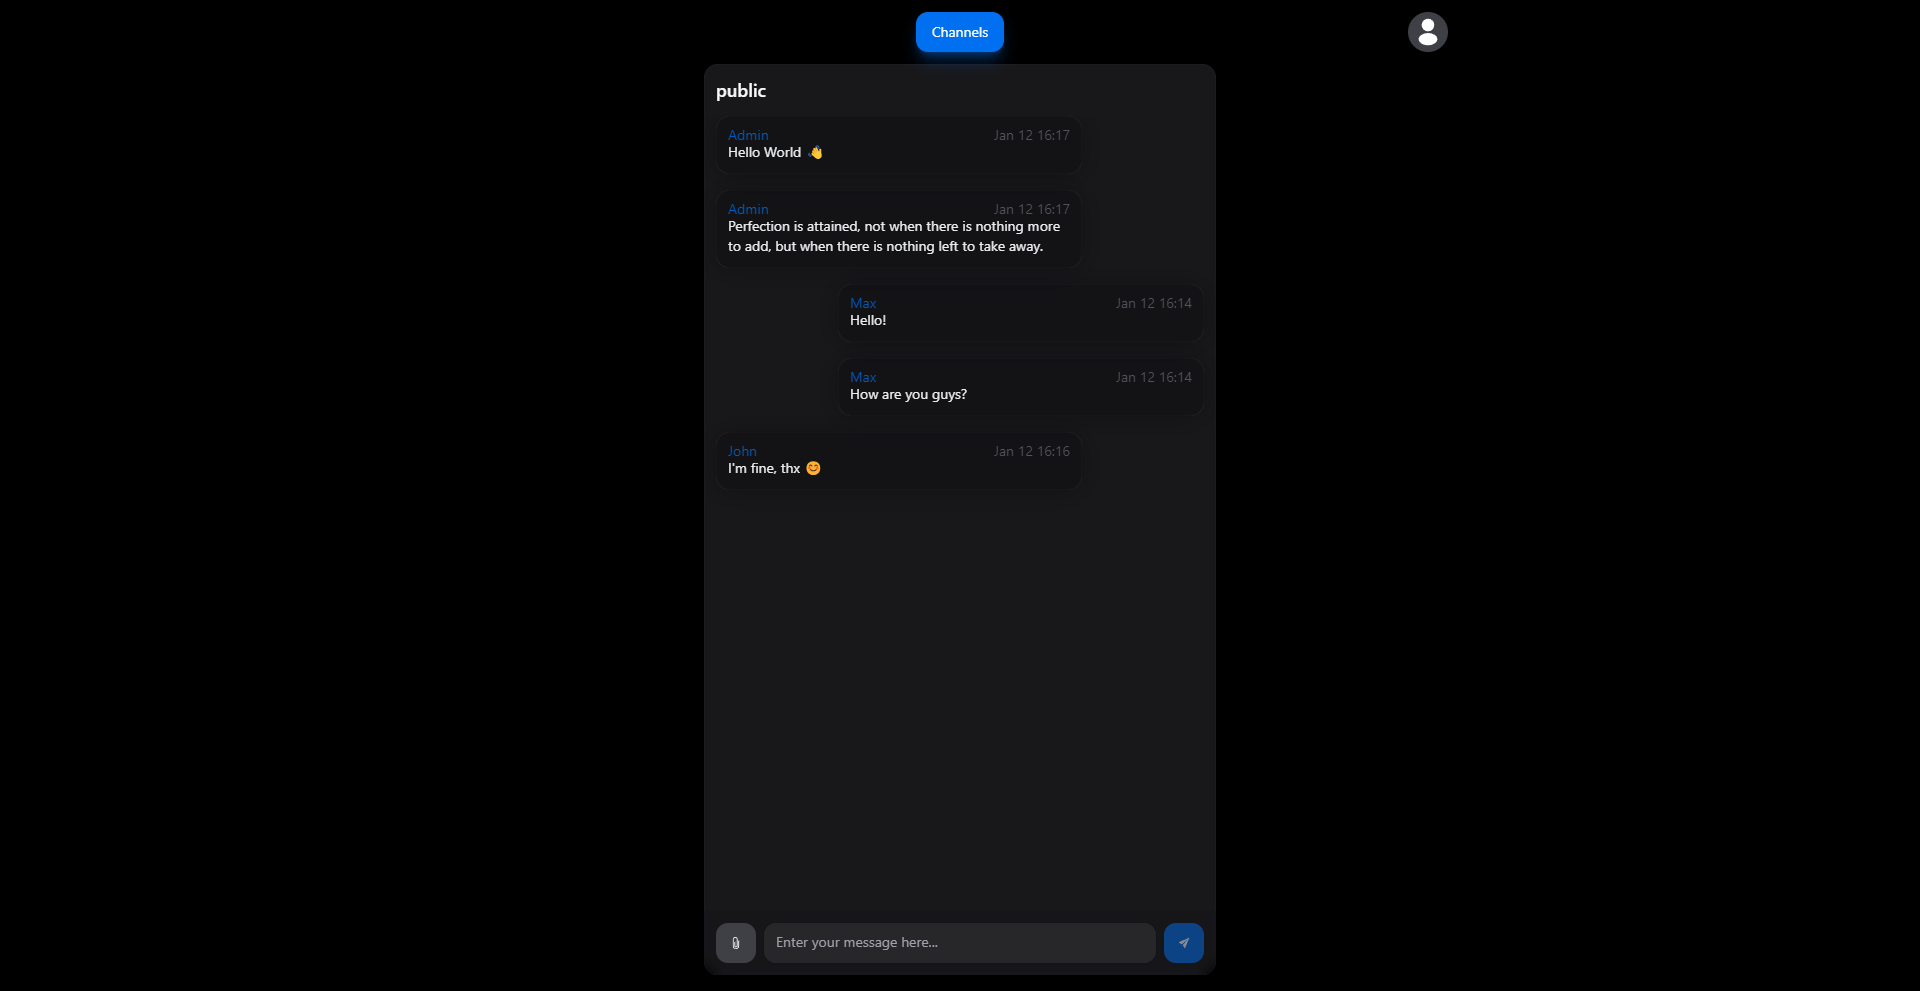 Channels
public
Admin Jan 12 16:17
Hello World 👋
Admin Jan 12 16:17
Perfection is attained, not when there is nothing more
to add, but when there is nothing left to take away.
Max Jan 12 16:14
Hello!
Max Jan 12 16:14
How are you guys?
John Jan 12 16:16
I'm fine, thx 😊
Enter your message here...